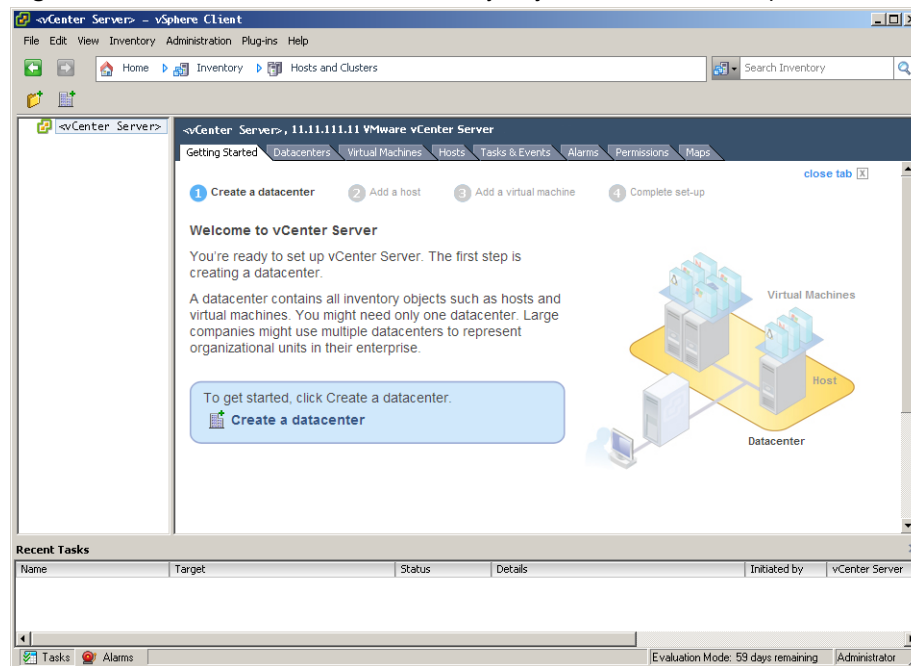 <vCenter Server> - vSphere Client
File Edit View Inventory Administration Plug-ins Help
Home Inventory Hosts and Clusters Search Inventory
<vCenter Server>
<vCenter Server>, 11.11.111.11 VMware vCenter Server
Getting Started Datacenters Virtual Machines Hosts Tasks & Events Alarms Permissions Maps
close tab X
1 Create a datacenter 2 Add a host 3 Add a virtual machine 4 Complete set-up
Welcome to vCenter Server
You're ready to set up vCenter Server. The first step is
creating a datacenter.
A datacenter contains all inventory objects such as hosts and
virtual machines. You might need only one datacenter. Large
companies might use multiple datacenters to represent
organizational units in their enterprise.
To get started, click Create a datacenter.
Create a datacenter
Virtual Machines
Host
Datacenter
Recent Tasks
Name Target Status Details Initiated by vCenter Server
Tasks Alarms Evaluation Mode: 59 days remaining Administrator